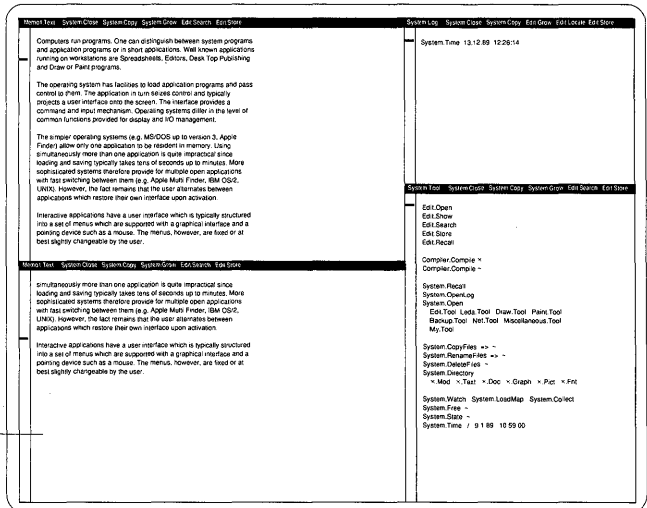 Memori.Text System.Close System.Copy System.Grow Edit.Search Edit.Store
Computers run programs. One can distinguish between system programs
and application programs or in short applications. Well known applications
running on workstations are Spreadsheets, Editors, Desk Top Publishing
and Draw or Paint programs.
The operating system has facilities to load application programs and pass
control to them. The application in turn seizes control and typically
projects a user interface onto the screen. The interface provides a
command and input mechanism. Operating systems differ in the level of
common functions provided for display and I/O management.
The simpler operating systems (e.g. MS/DOS up to version 3, Apple
Finder) allow only one application to be resident in memory. Using
simultaneously more than one application is quite impractical since
loading and saving typically takes tens of seconds up to minutes. More
sophisticated systems therefore provide for multiple open applications
with fast switching between them (e.g. Apple Multi Finder, IBM OS/2,
UNIX). However, the fact remains that the user alternates between
applications which restore their own interface upon activation.
Interactive applications have a user interface which is typically structured
into a set of menus which are supported with a graphical interface and a
pointing device such as a mouse. The menus, however, are fixed or at
best slightly changeable by the user.
Memori.Text System.Close System.Copy System.Grow Edit.Search Edit.Store
simultaneously more than one application is quite impractical since
loading and saving typically takes tens of seconds up to minutes. More
sophisticated systems therefore provide for multiple open applications
with fast switching between them (e.g. Apple Multi Finder, IBM OS/2,
UNIX). However, the fact remains that the user alternates between
applications which restore their own interface upon activation.
Interactive applications have a user interface which is typically structured
into a set of menus which are supported with a graphical interface and a
pointing device such as a mouse. The menus, however, are fixed or at
best slightly changeable by the user.
System.Log System.Close System.Copy System.Grow Edit.Locate Edit.Store
System.Time 13.12.89 12:26:14
System.Tool System.Close System.Copy System.Grow Edit.Search Edit.Store
Edit.Open
Edit.Show
Edit.Search
Edit.Store
Edit.Recall
Compiler.Compile ×
Compiler.Compile ~
System.Recall
System.OpenLog
System.Open
Edit.Tool Leda.Tool Draw.Tool Paint.Tool
Backup.Tool Net.Tool Miscellaneous.Tool
My.Tool
System.CopyFiles => ~
System.RenameFiles => ~
System.DeleteFiles ~
System.Directory
×.Mod ×.Text ×.Doc ×.Graph ×.Pict ×.Fnt
System.Watch System.LoadMap System.Collect
System.Free ~
System.State ~
System.Time / 9 1 89 10 59 00